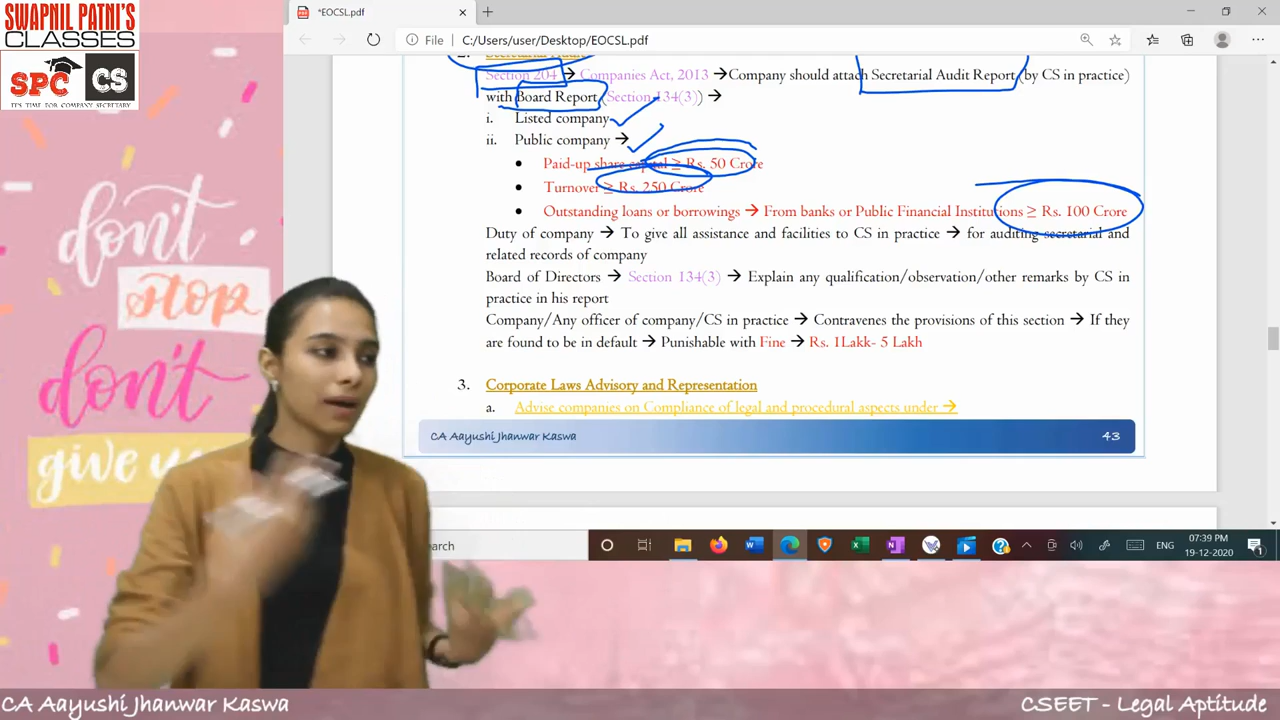 SWAPNIL PATNI'S
CLASSES
SPC CS
IT'S TIME FOR COMPANY SECRETARY
*EOCSL.pdf
File C:/Users/user/Desktop/EOCSL.pdf
2. Secretarial Audit
Section 204 → Companies Act, 2013 → Company should attach Secretarial Audit Report (by CS in practice)
with Board Report (Section 134(3)) →
i. Listed company
ii. Public company →
• Paid-up share capital ≥ Rs. 50 Crore
• Turnover ≥ Rs. 250 Crore
• Outstanding loans or borrowings → From banks or Public Financial Institutions ≥ Rs. 100 Crore
Duty of company → To give all assistance and facilities to CS in practice → for auditing secretarial and
related records of company
Board of Directors → Section 134(3) → Explain any qualification/observation/other remarks by CS in
practice in his report
Company/Any officer of company/CS in practice → Contravenes the provisions of this section → If they
are found to be in default → Punishable with Fine → Rs. 1Lakk- 5 Lakh
3. Corporate Laws Advisory and Representation
a. Advise companies on Compliance of legal and procedural aspects under →
CA Aayushi Jhanwar Kaswa 43
don't
stop
don't
give
earch
ENG
07:39 PM
19-12-2020
CA Aayushi Jhanwar Kaswa
CSEET - Legal Aptitude